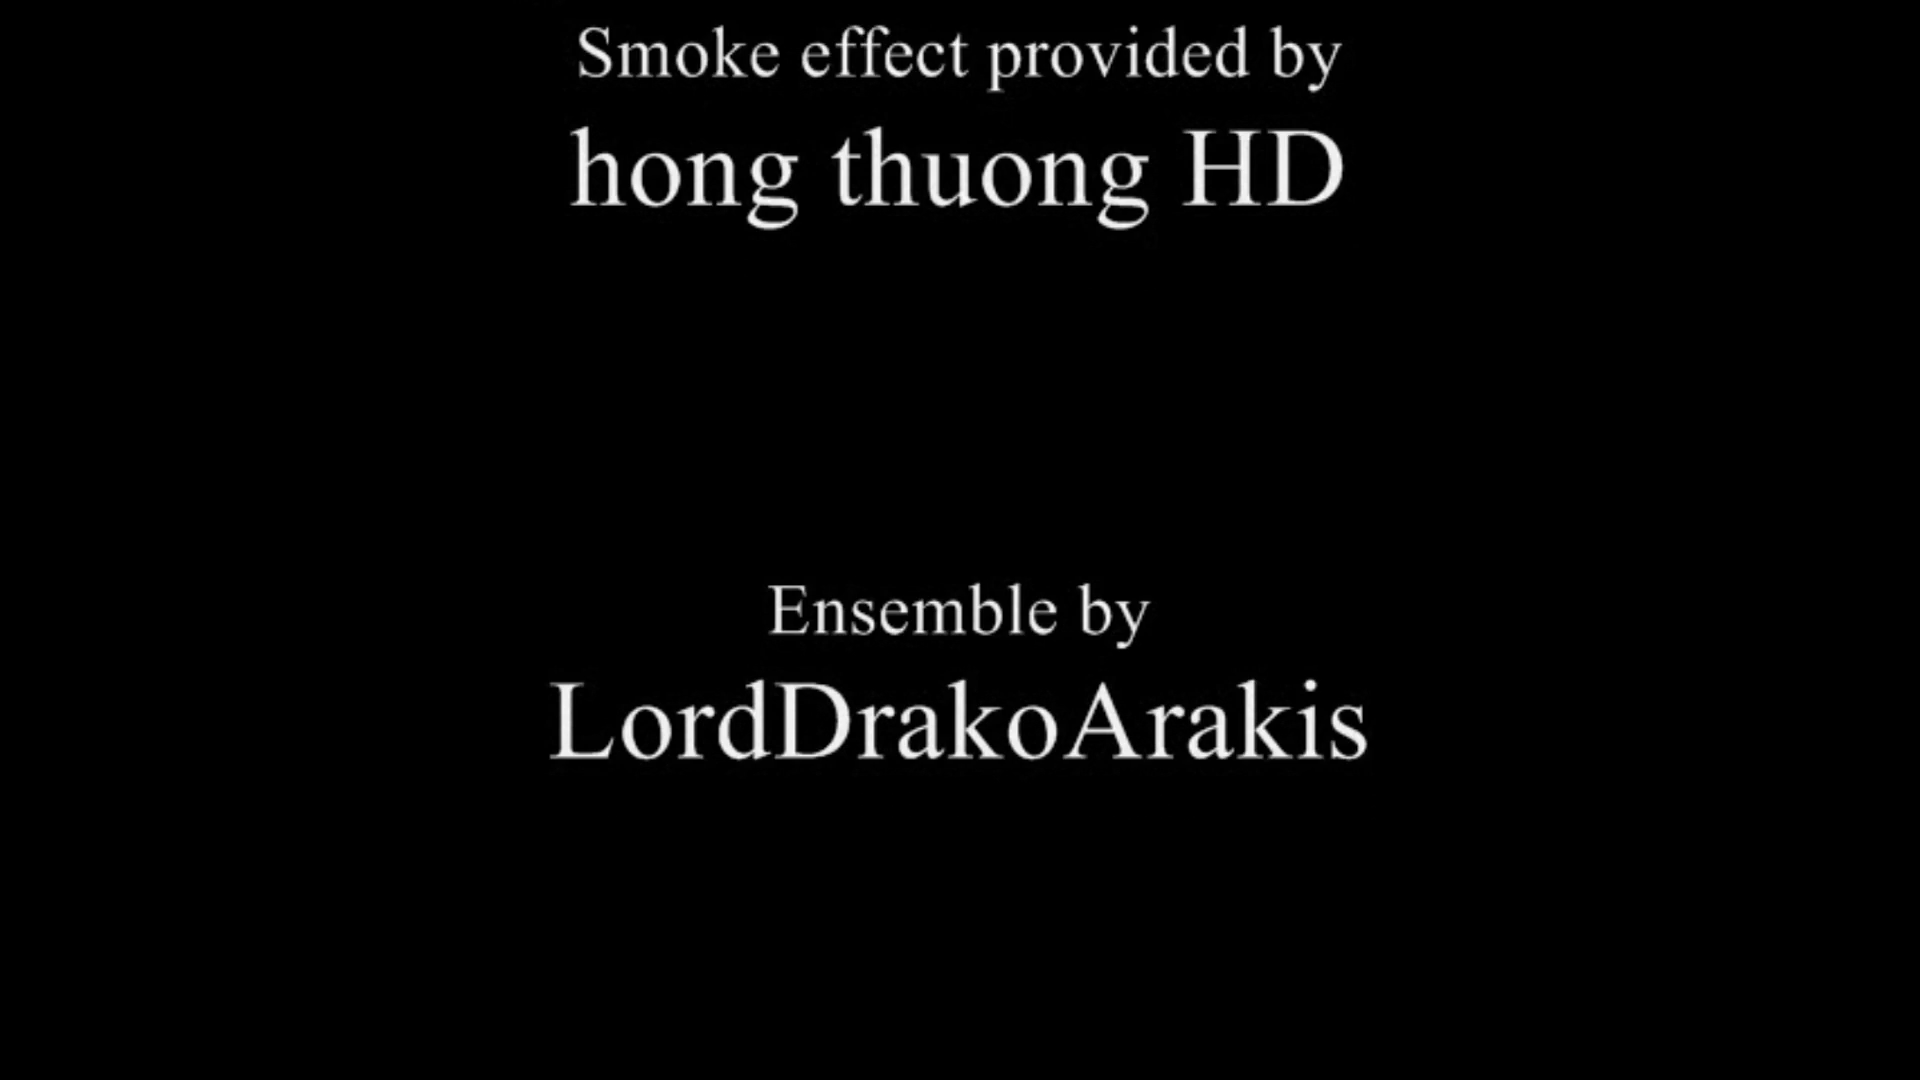 Smoke effect provided by
hong thuong HD
Ensemble by
LordDrakoArakis